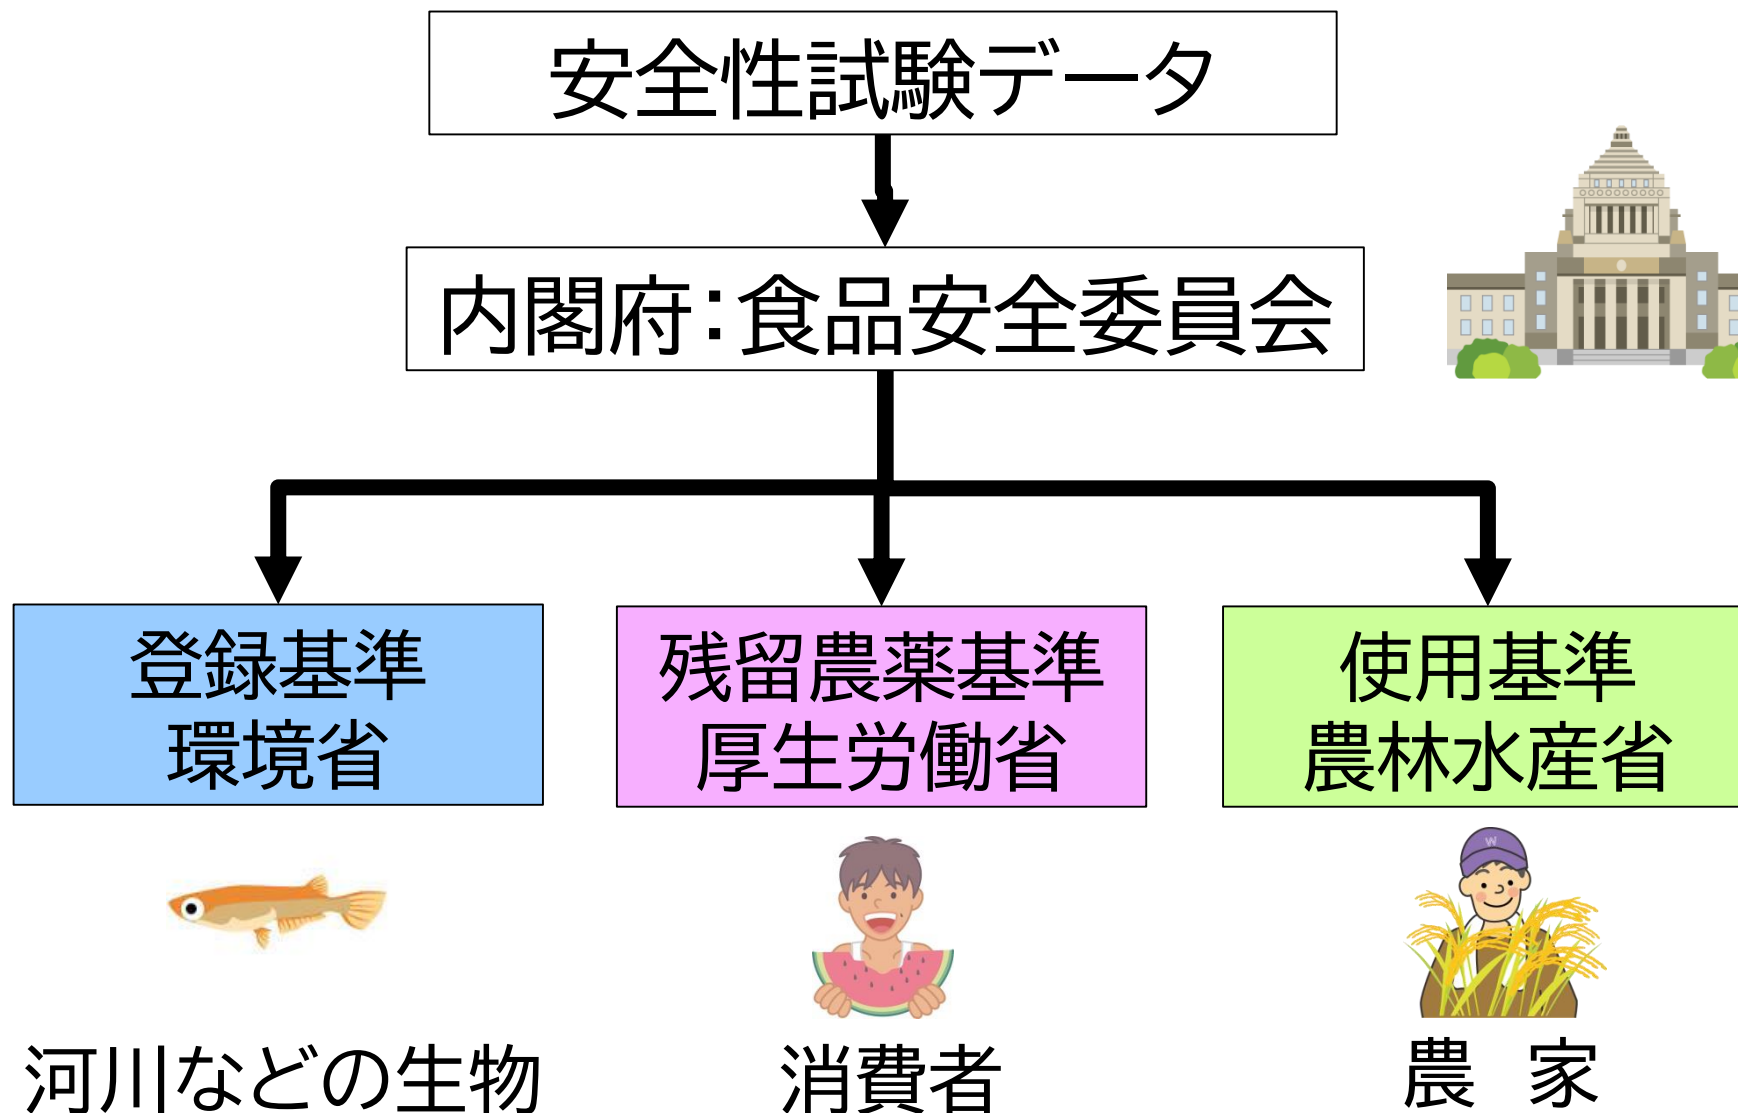 安全性試験データ
内閣府：食品安全委員会
登録基準
環境省
残留農薬基準
厚生労働省
使用基準
農林水産省
W
河川などの生物
消費者
農　家